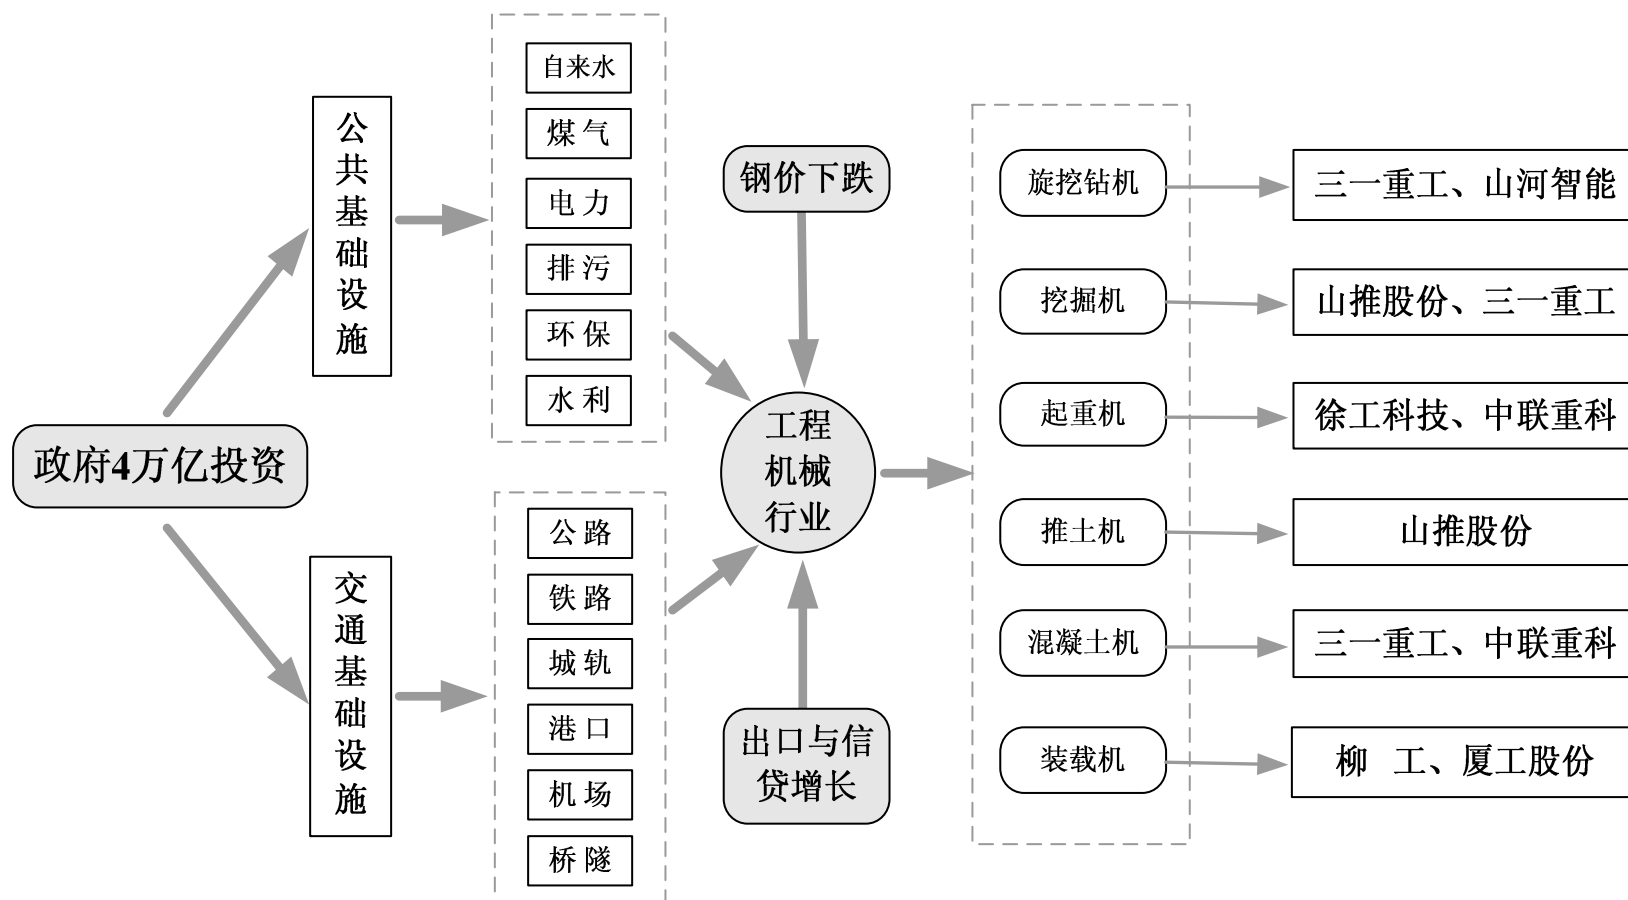 政府4万亿投资
公共基础设施
交通基础设施
自来水
煤气
电力
排污
环保
水利
公路
铁路
城轨
港口
机场
桥隧
钢价下跌
工程
机械
行业
出口与信
贷增长
旋挖钻机
挖掘机
起重机
推土机
混凝土机
装载机
三一重工、山河智能
山推股份、三一重工
徐工科技、中联重科
山推股份
三一重工、中联重科
柳 工、厦工股份